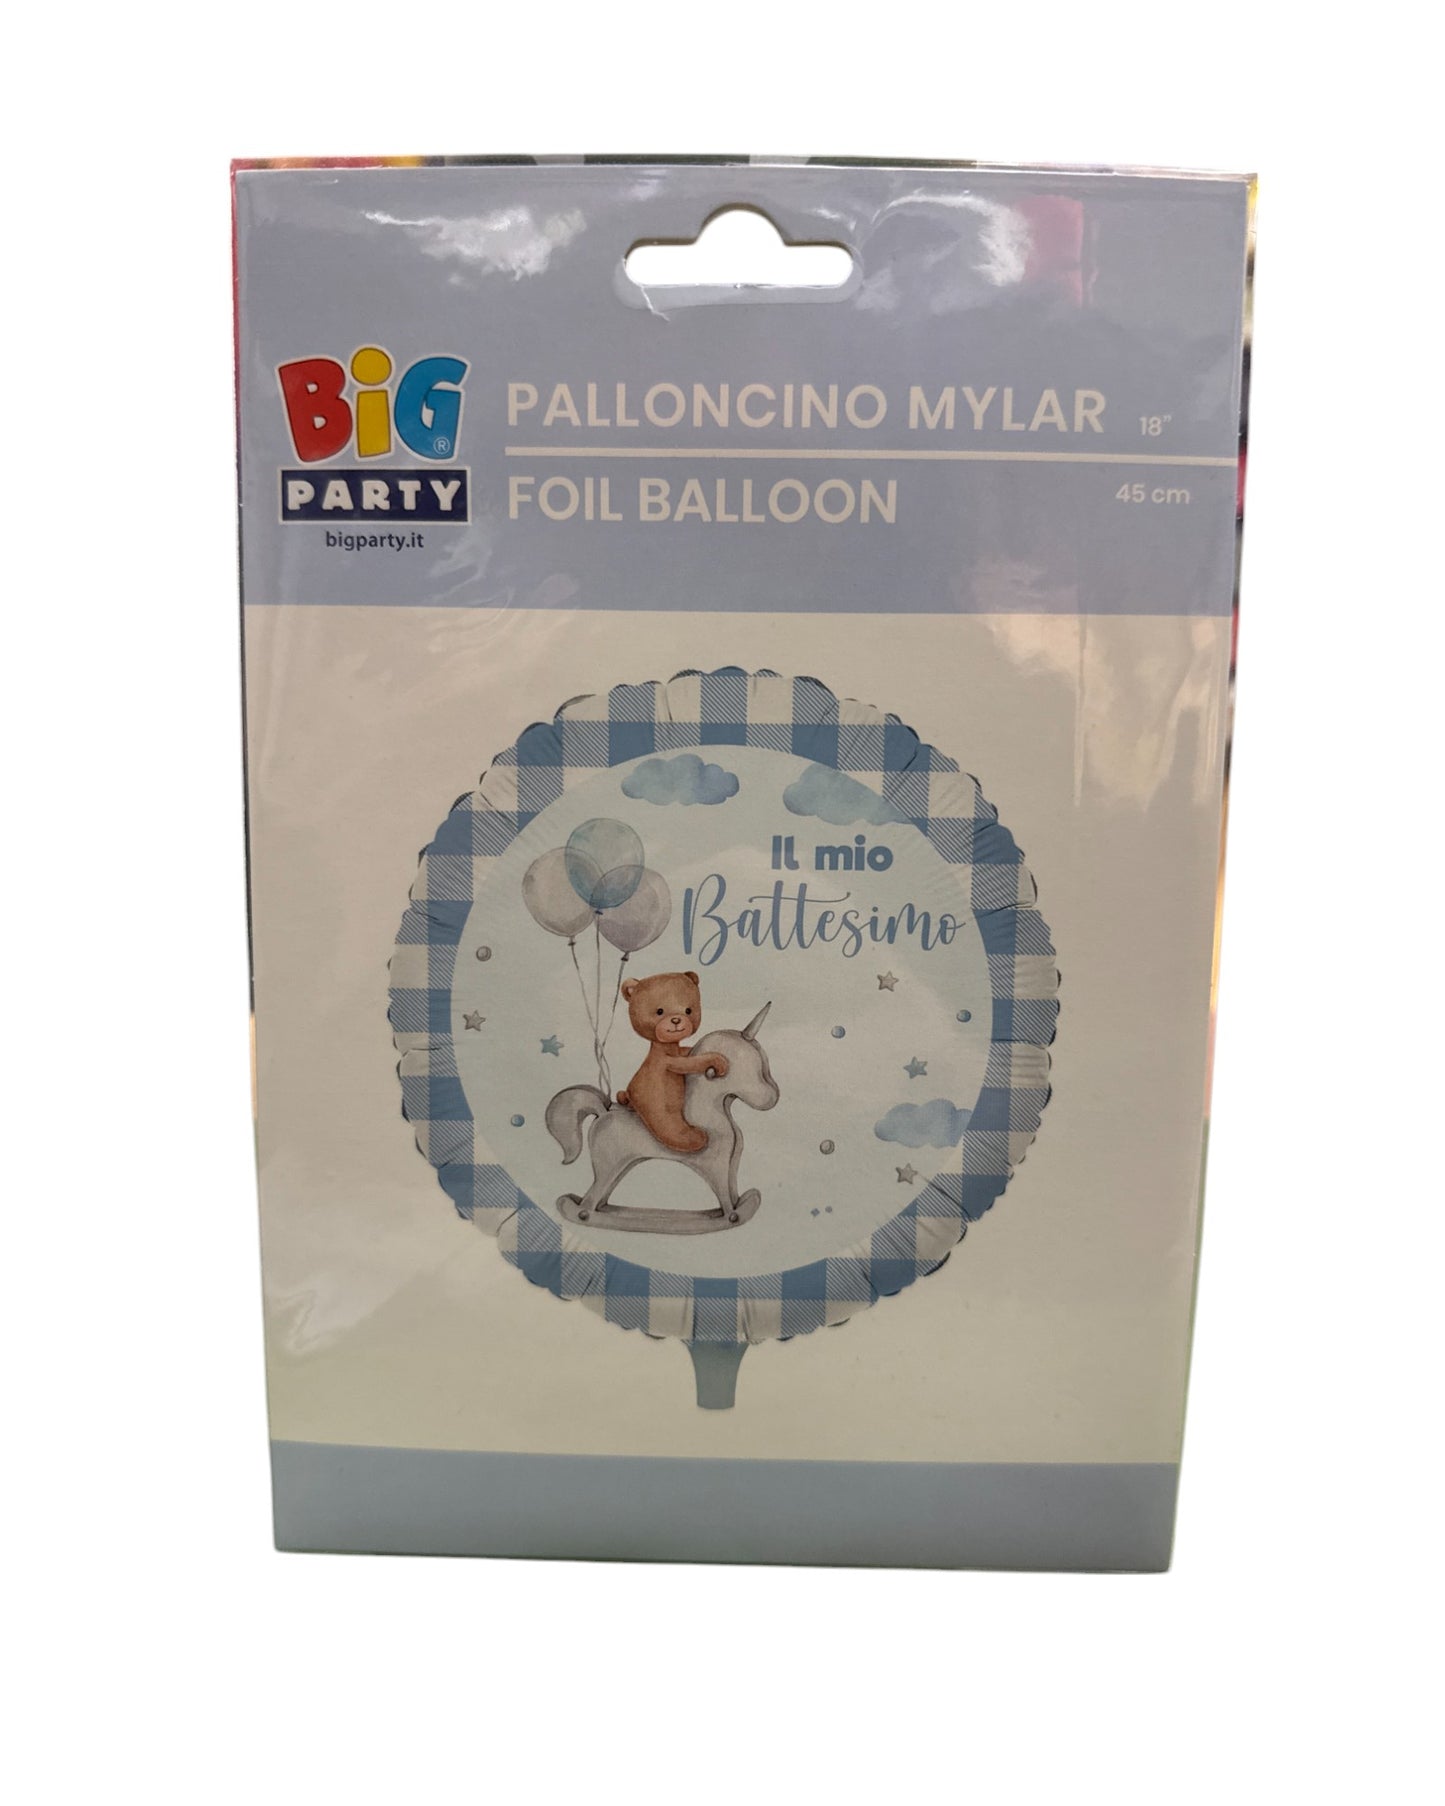 BiG®
PARTY
bigparty.it
PALLONCINO MYLAR 18”
FOIL BALLOON 45 cm
Il mio
Battesimo